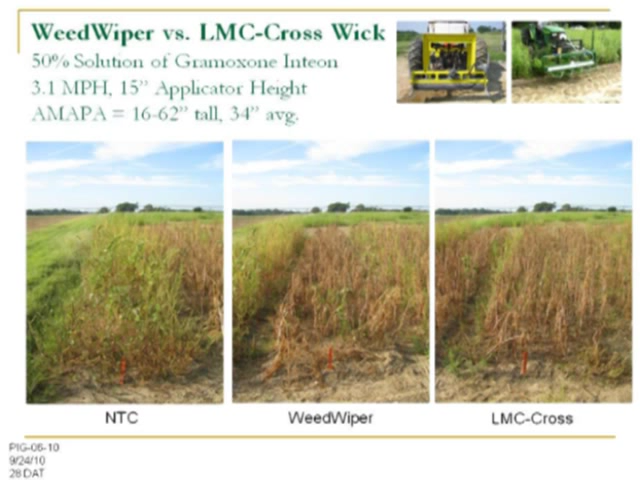 WeedWiper vs. LMC-Cross Wick
50% Solution of Gramoxone Inteon
3.1 MPH, 15” Applicator Height
AMAPA = 16-62” tall, 34” avg.
NTC
WeedWiper
LMC-Cross
PIG-06-10
9/24/10
28 DAT